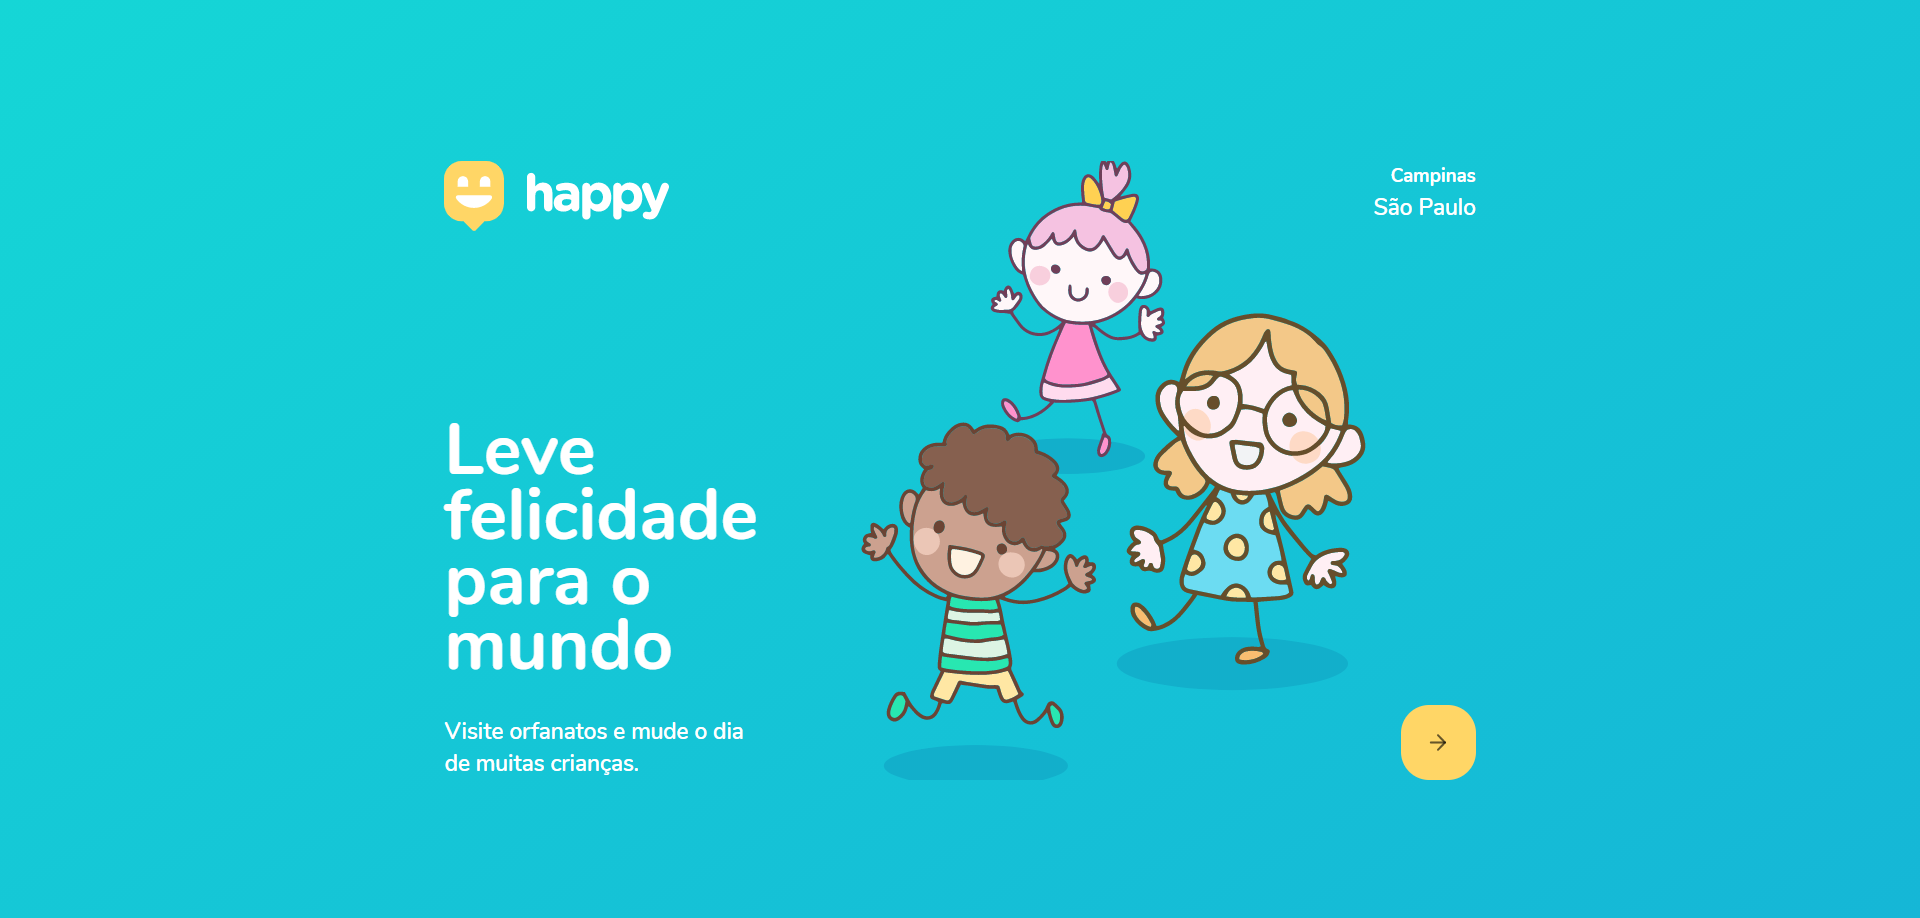 happy
Campinas
São Paulo
Leve
felicidade
para o
mundo
Visite orfanatos e mude o dia
de muitas crianças.